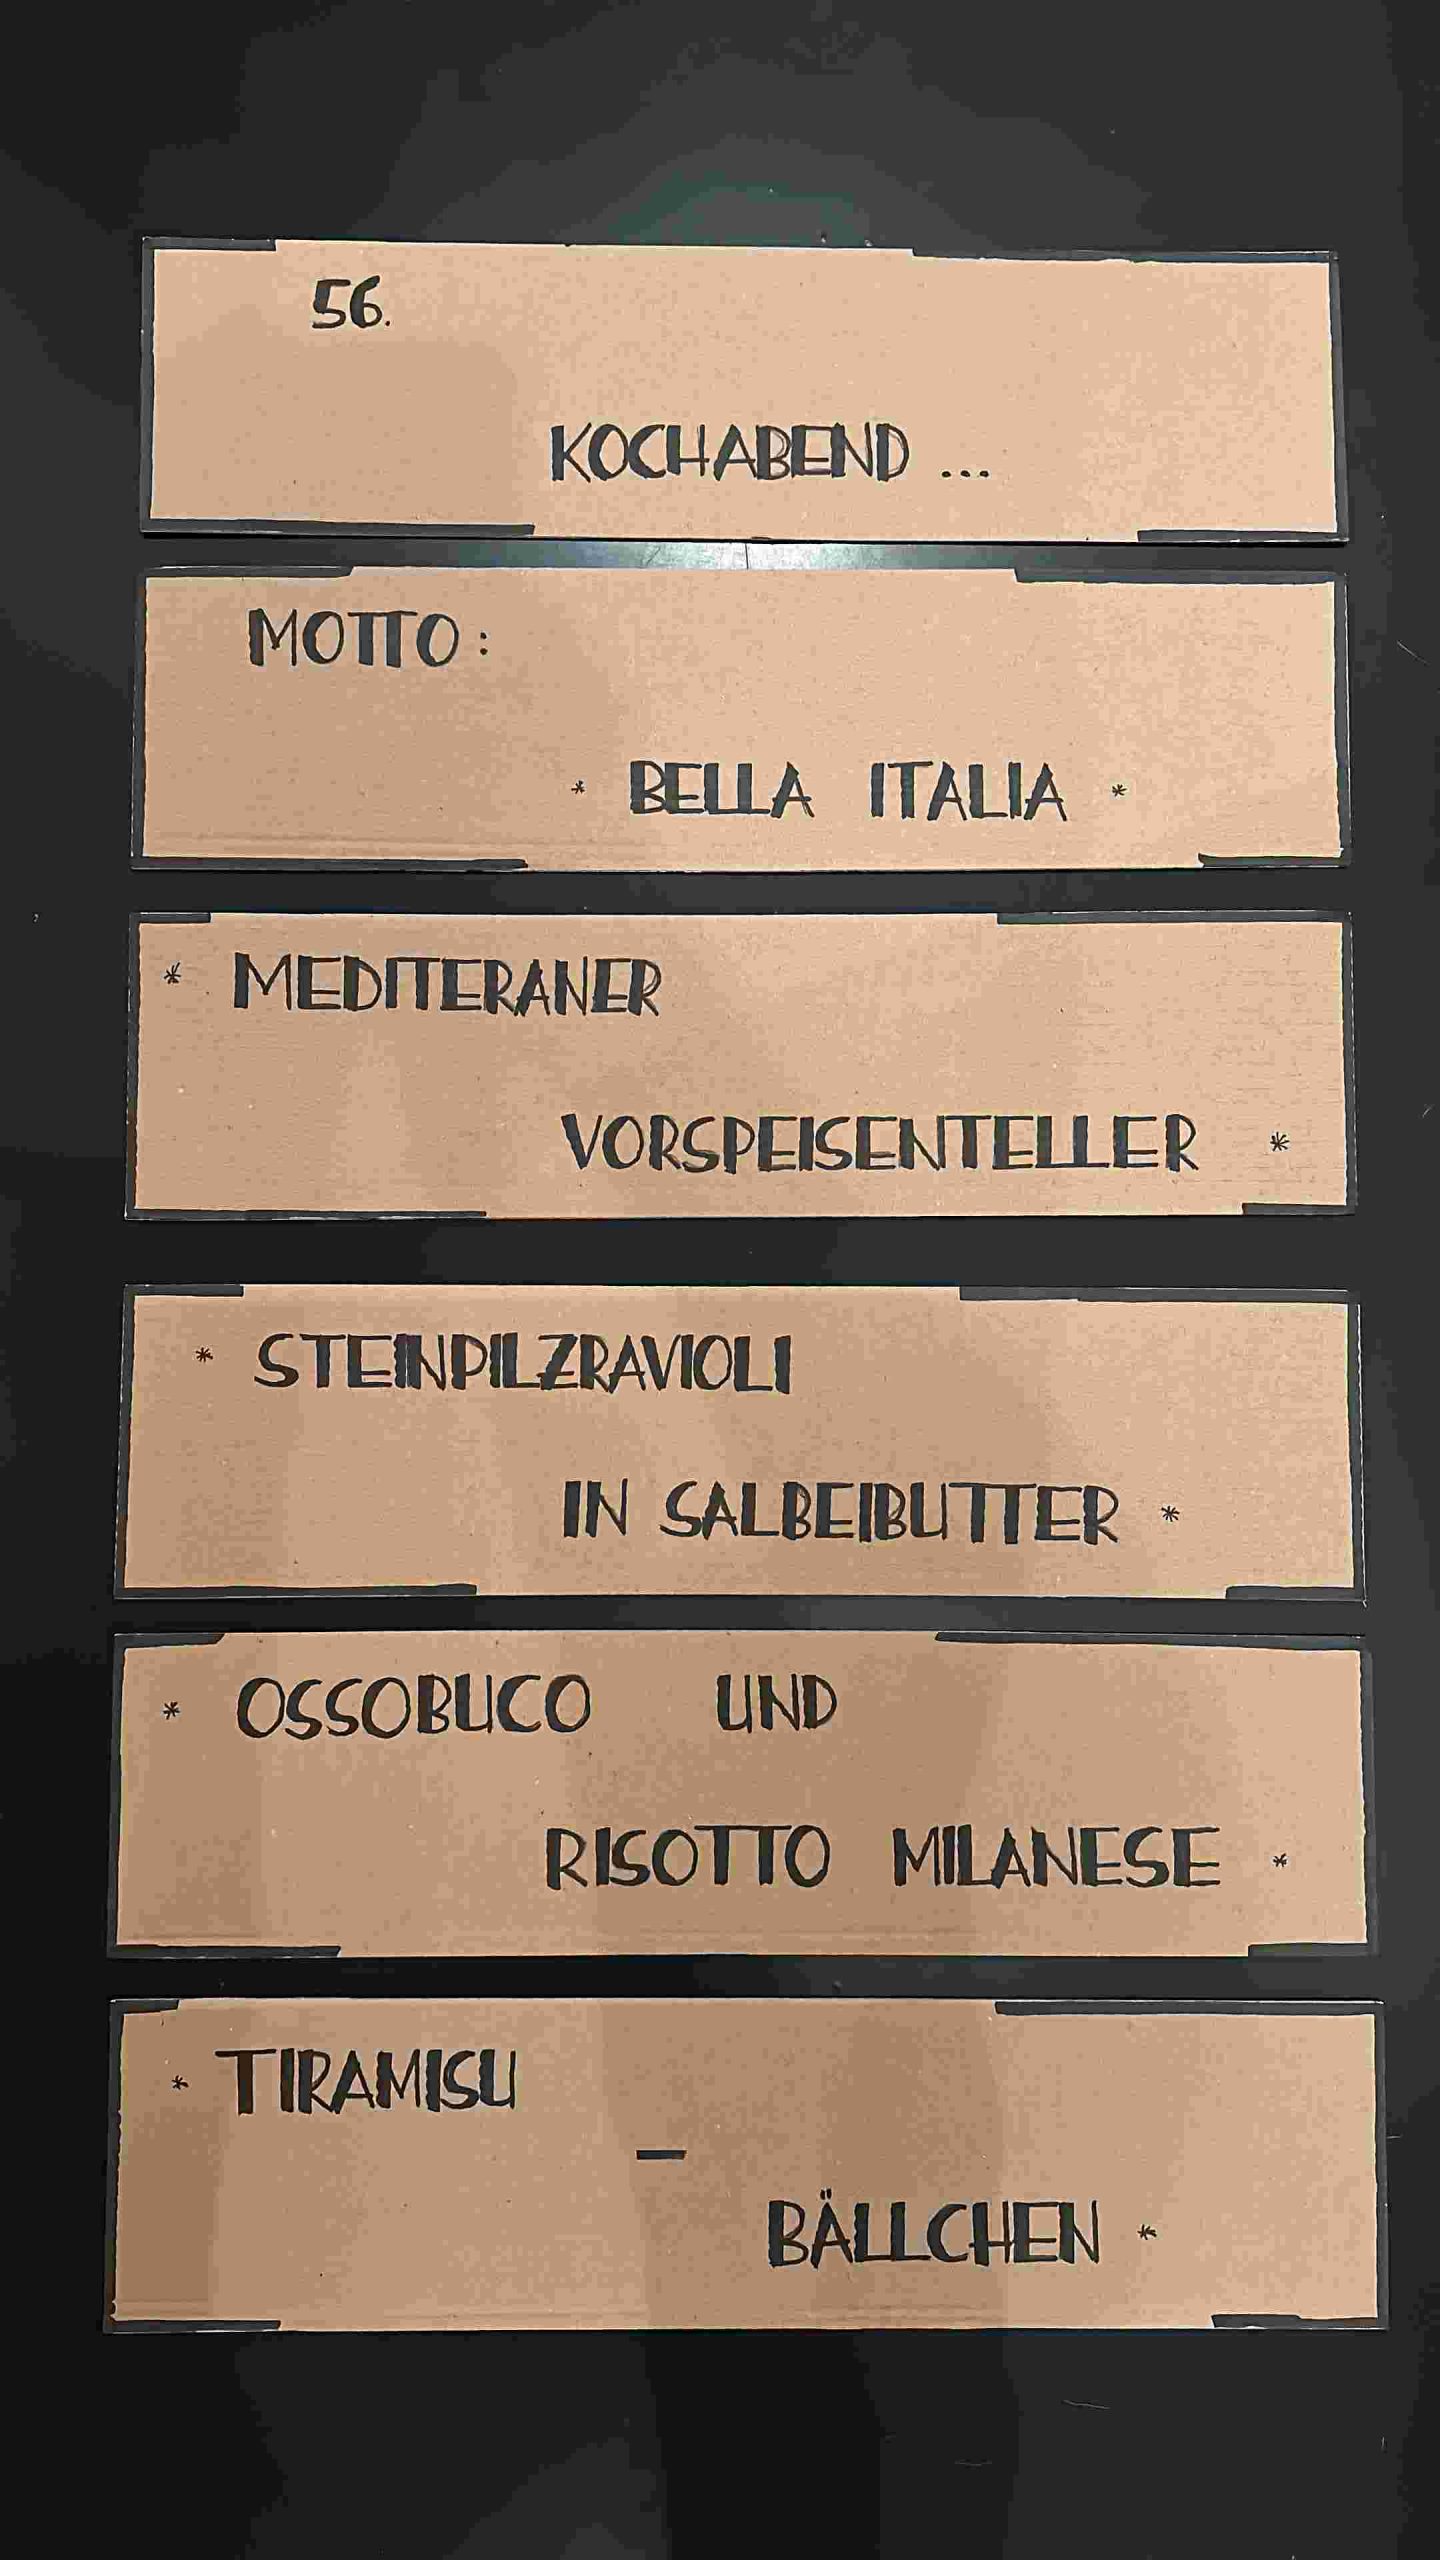 56.
KOCHABEND ...
MOTTO:
* BELLA ITALIA *
* MEDITERANER
VORSPEISENTELLER *
* STEINPILZRAVIOLI
IN SALBEIBUTTER *
* OSSOBUCO UND
RISOTTO MILANESE *
* TIRAMISU
–
BÄLLCHEN *